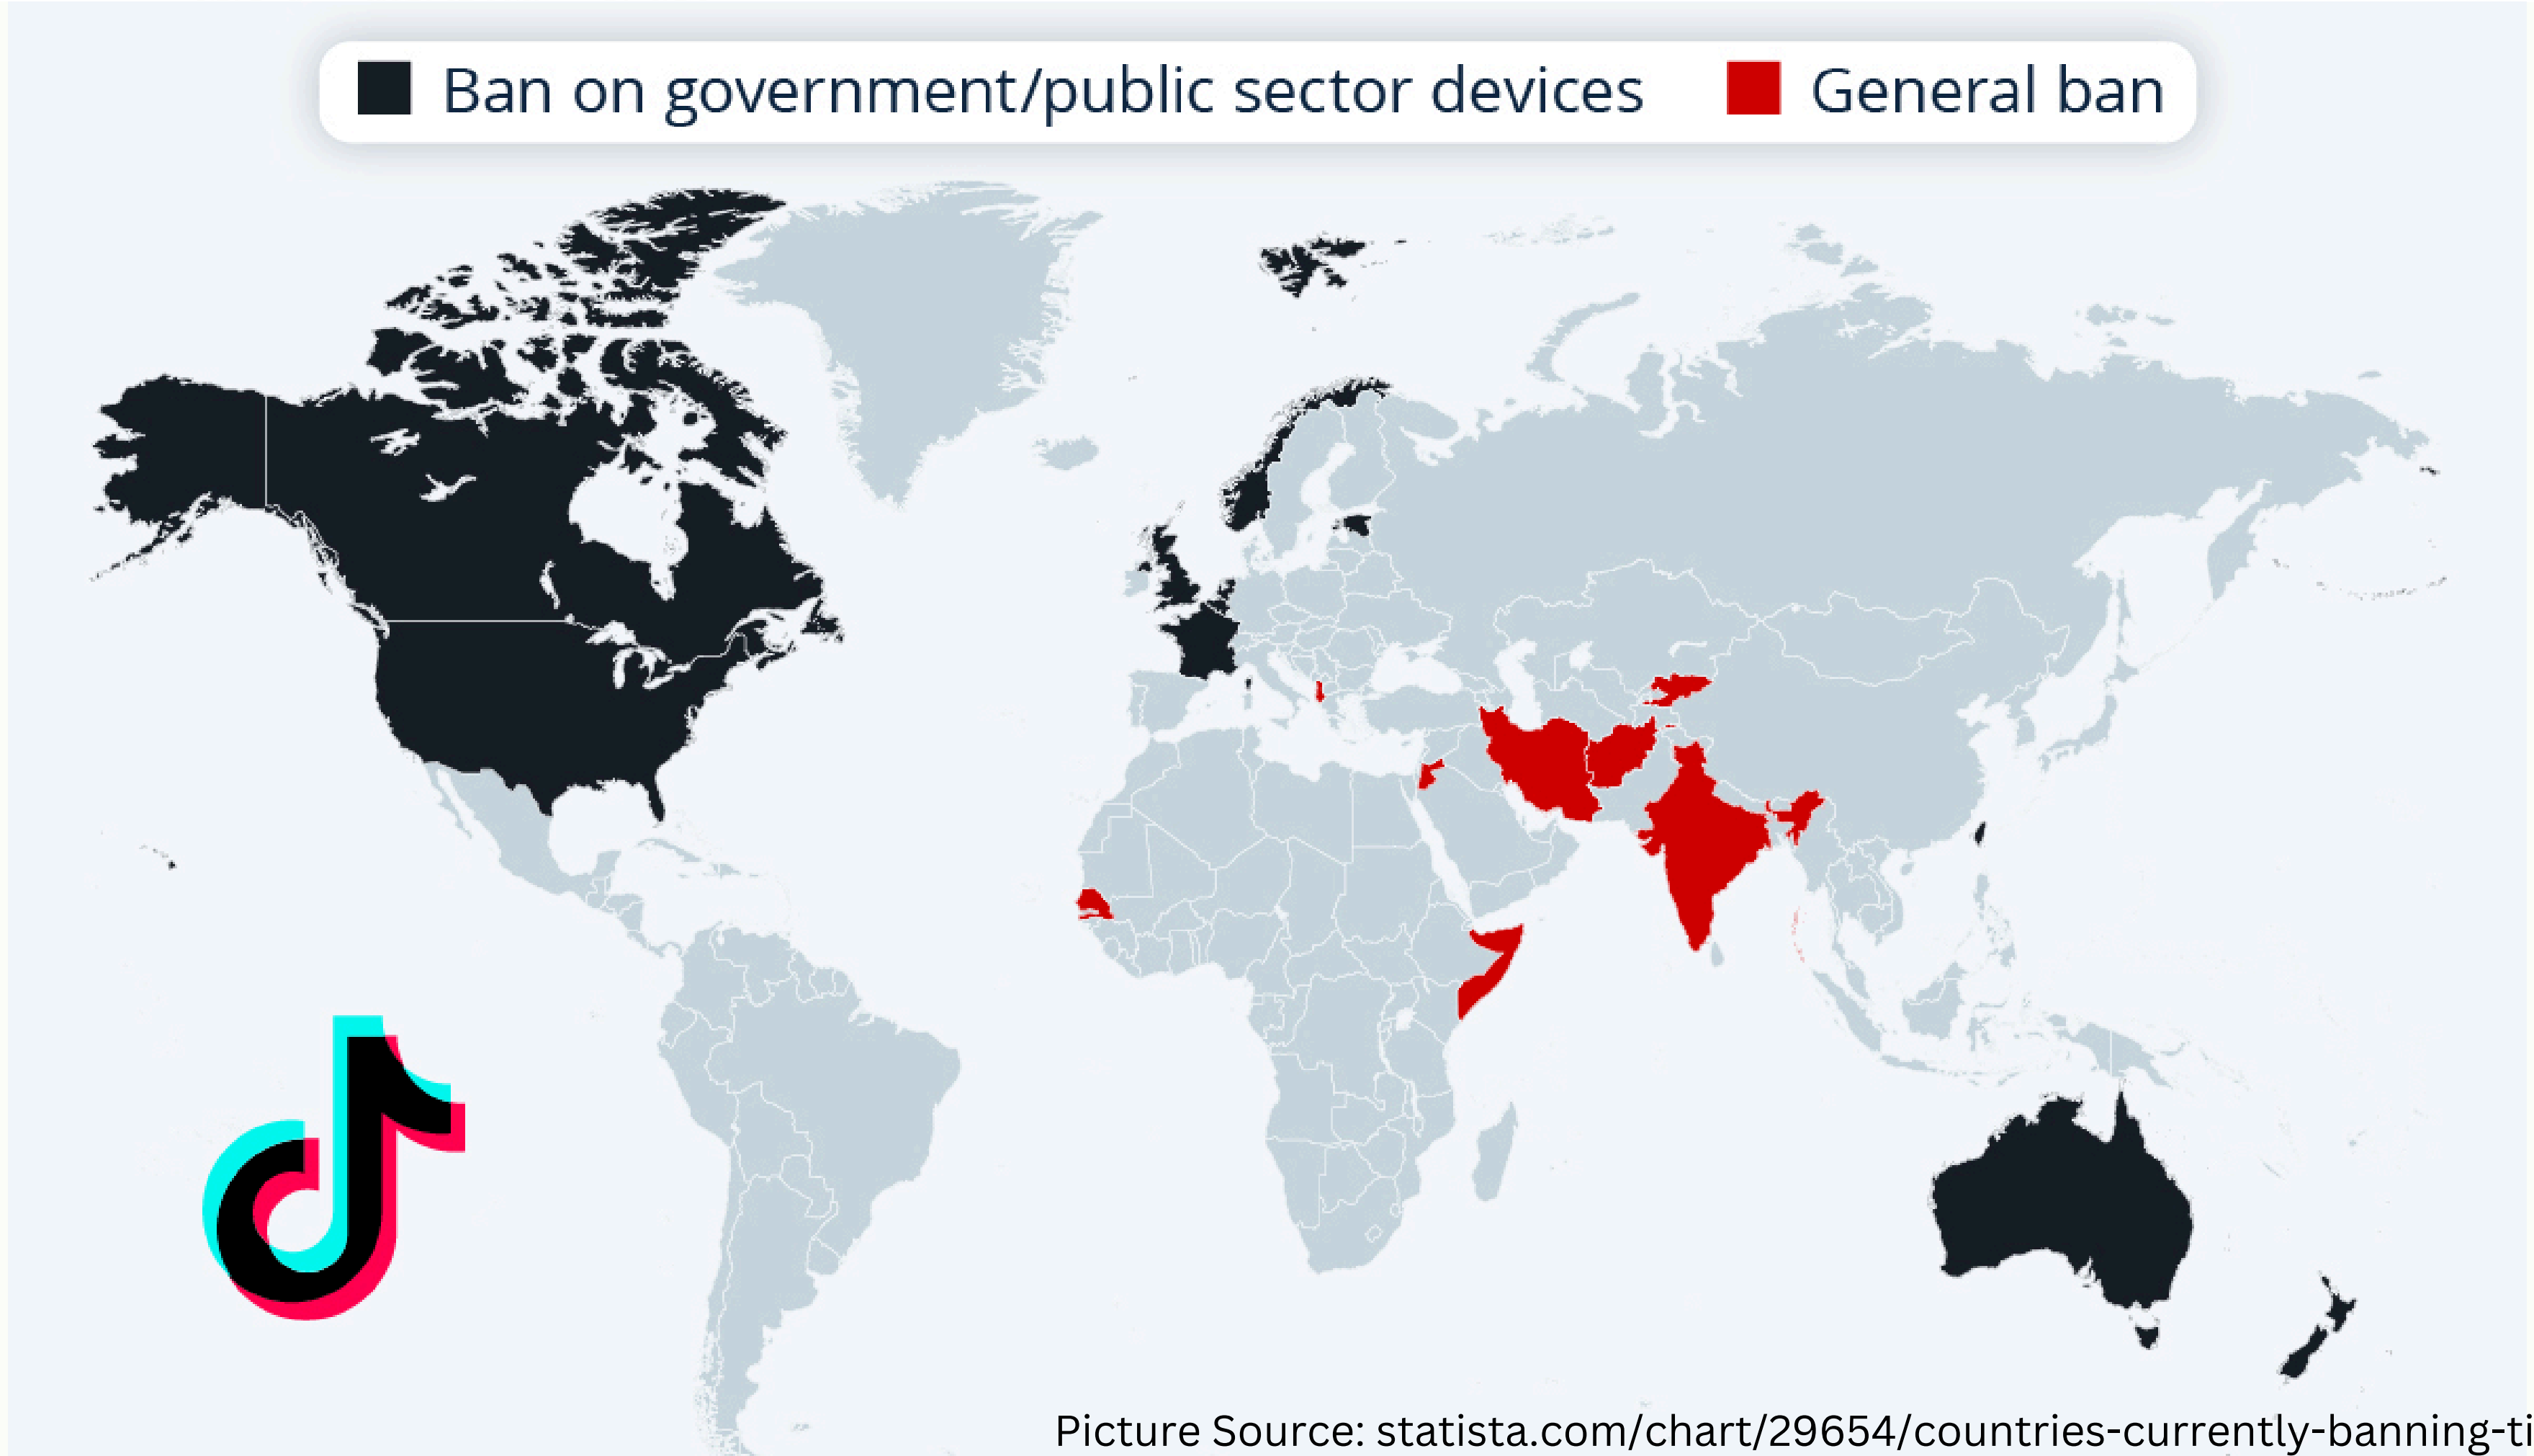 Ban on government/public sector devices
General ban
Picture Source: statista.com/chart/29654/countries-currently-banning-ti